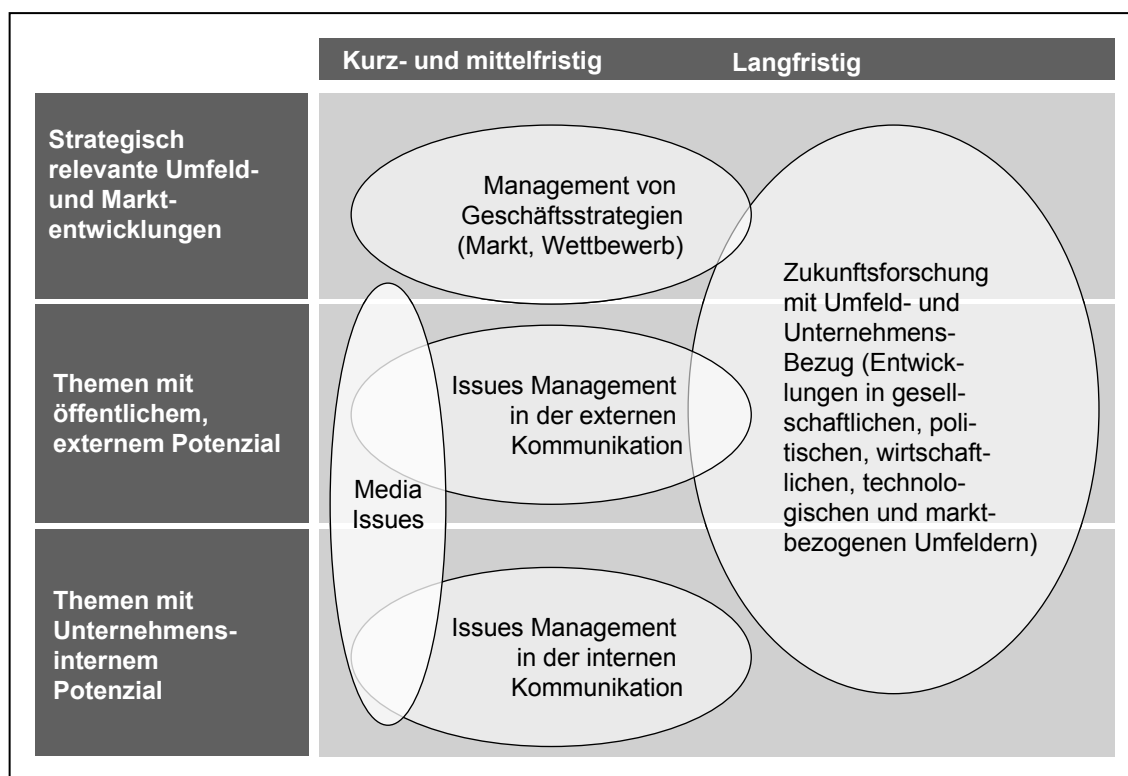 Kurz- und mittelfristig
Langfristig
Strategisch
relevante Umfeld-
und Markt-
entwicklungen
Management von
Geschäftsstrategien
(Markt, Wettbewerb)
Zukunftsforschung
mit Umfeld- und
Unternehmens-
Bezug (Entwick-
lungen in gesell-
schaftlichen, poli-
tischen, wirtschaft-
lichen, technolo-
gischen und markt-
bezogenen Umfeldern)
Themen mit
öffentlichem,
externem Potenzial
Issues Management
in der externen
Kommunikation
Media
Issues
Themen mit
Unternehmens-
internem
Potenzial
Issues Management
in der internen
Kommunikation